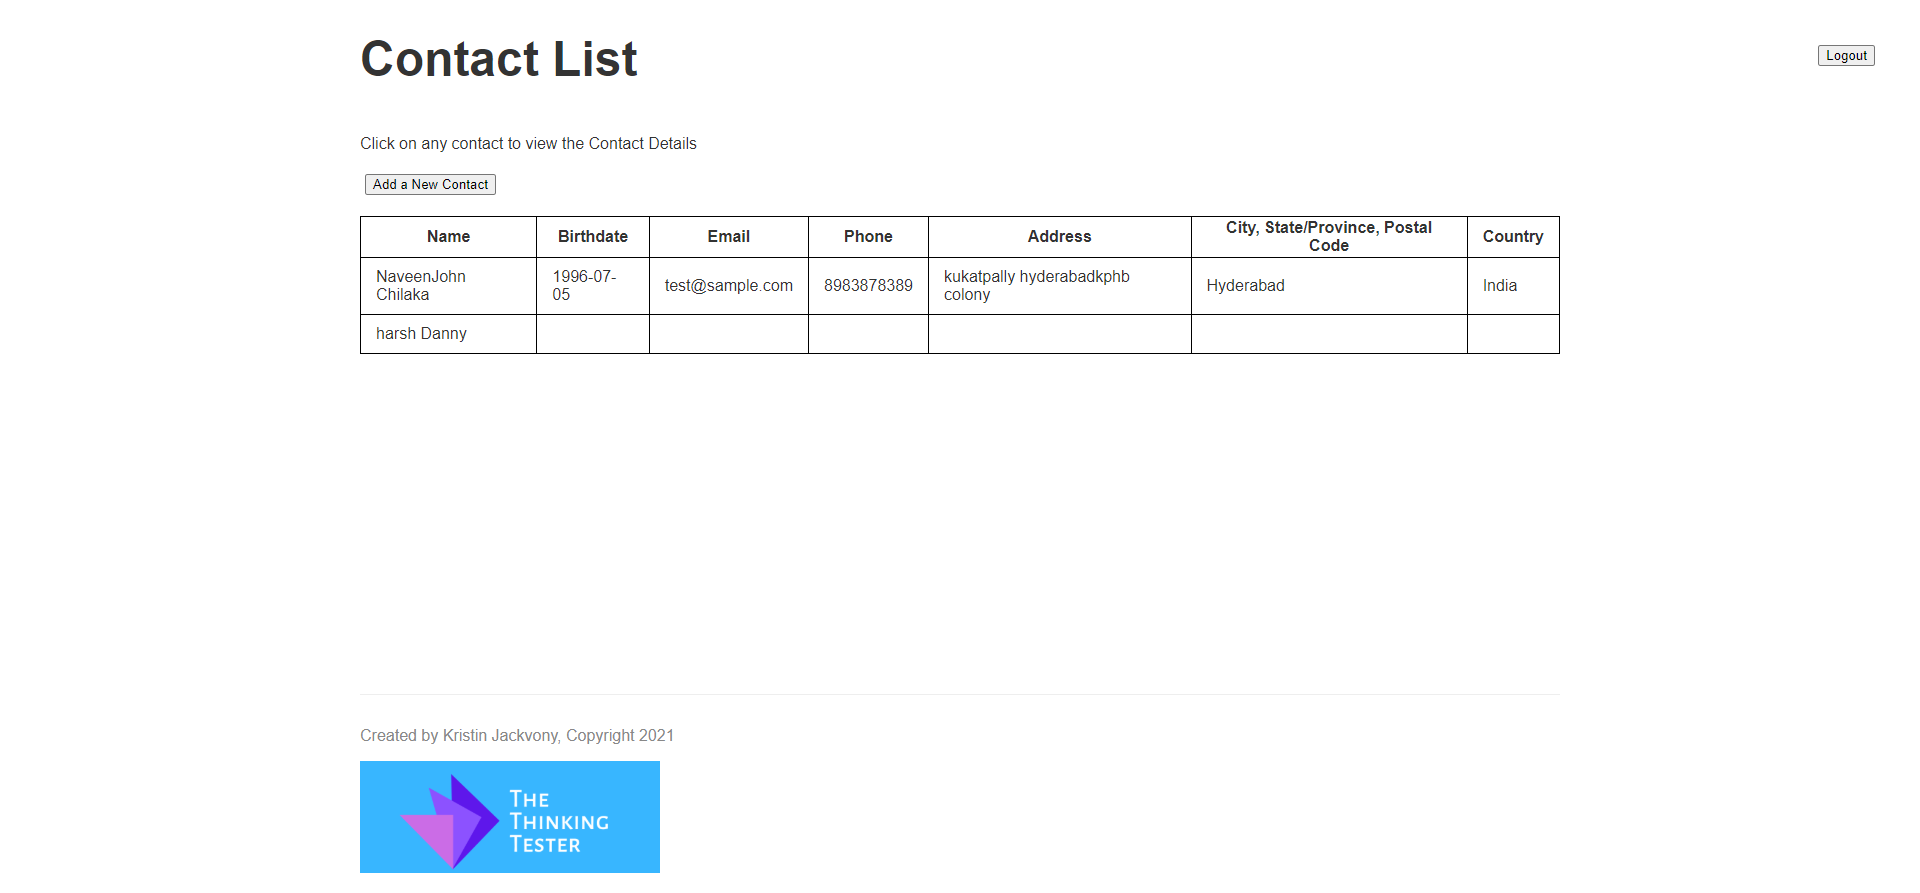 Contact List
Logout
Click on any contact to view the Contact Details
Add a New Contact
Name Birthdate Email Phone Address City, State/Province, Postal Code Country
NaveenJohn Chilaka 1996-07-05 test@sample.com 8983878389 kukatpally hyderabadkphb colony Hyderabad India
harsh Danny
Created by Kristin Jackvony, Copyright 2021
THE
THINKING
TESTER